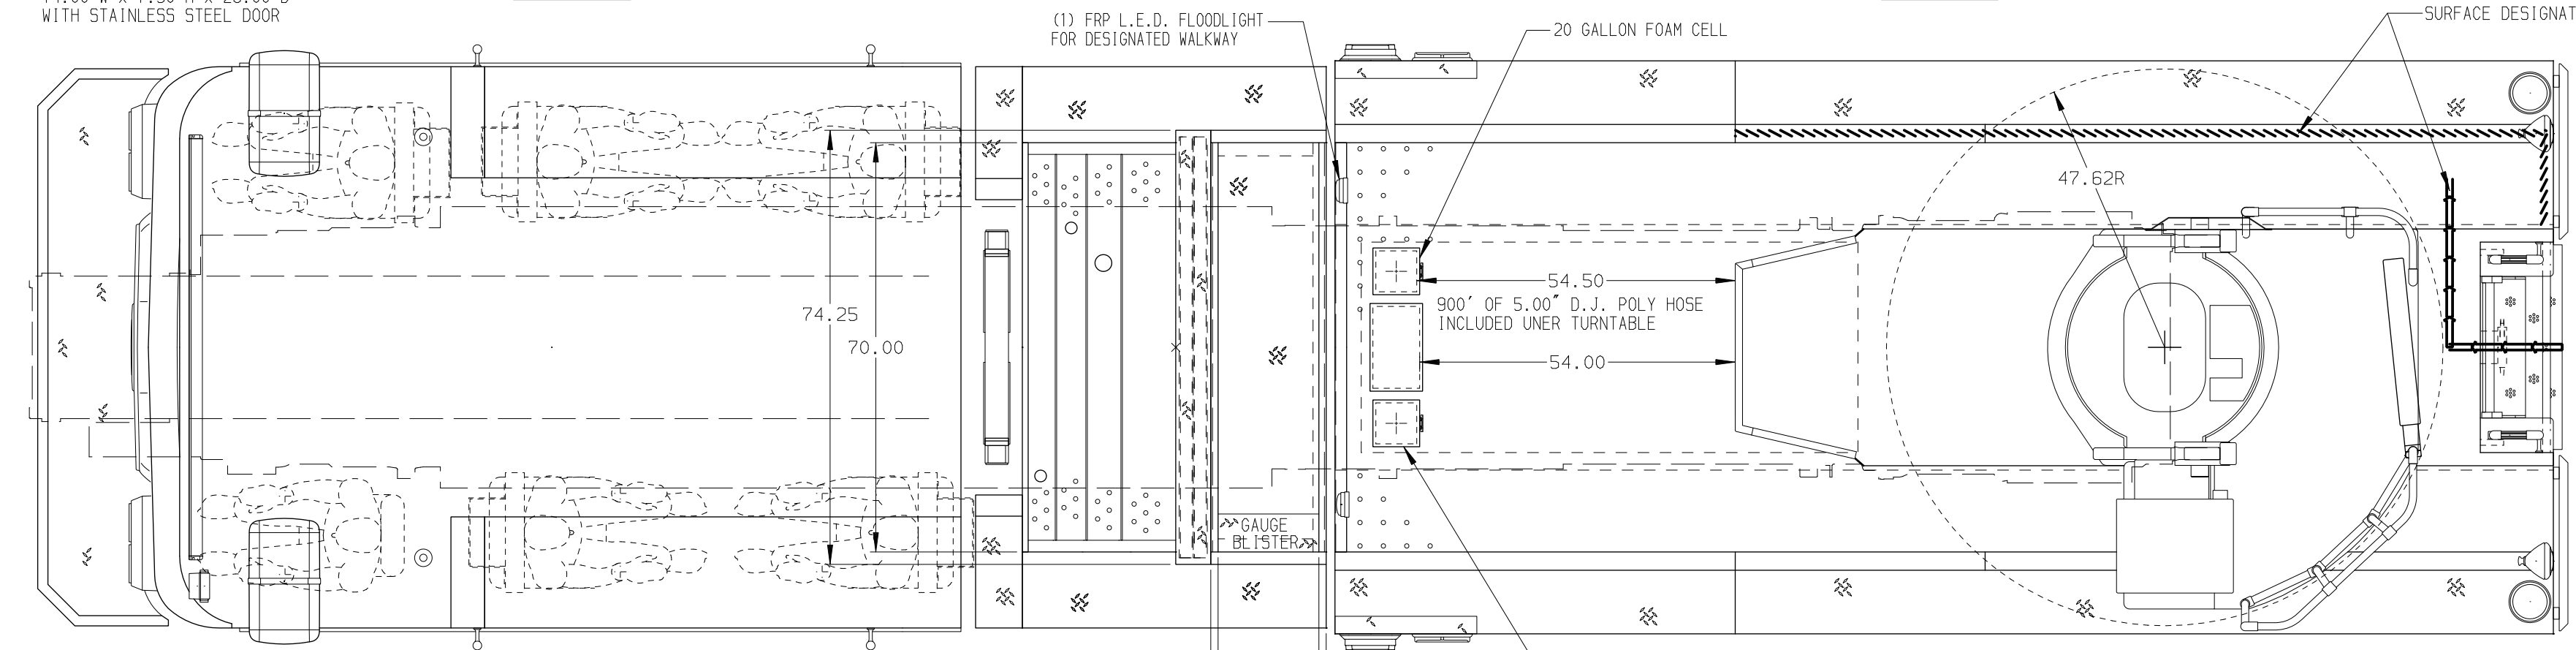 WITH STAINLESS STEEL DOOR
(1) FRP L.E.D. FLOODLIGHT
FOR DESIGNATED WALKWAY
20 GALLON FOAM CELL
SURFACE DESIGNAT
47.62R
54.50
900' OF 5.00" D.J. POLY HOSE
INCLUDED UNER TURNTABLE
74.25
70.00
54.00
GAUGE
BLISTER